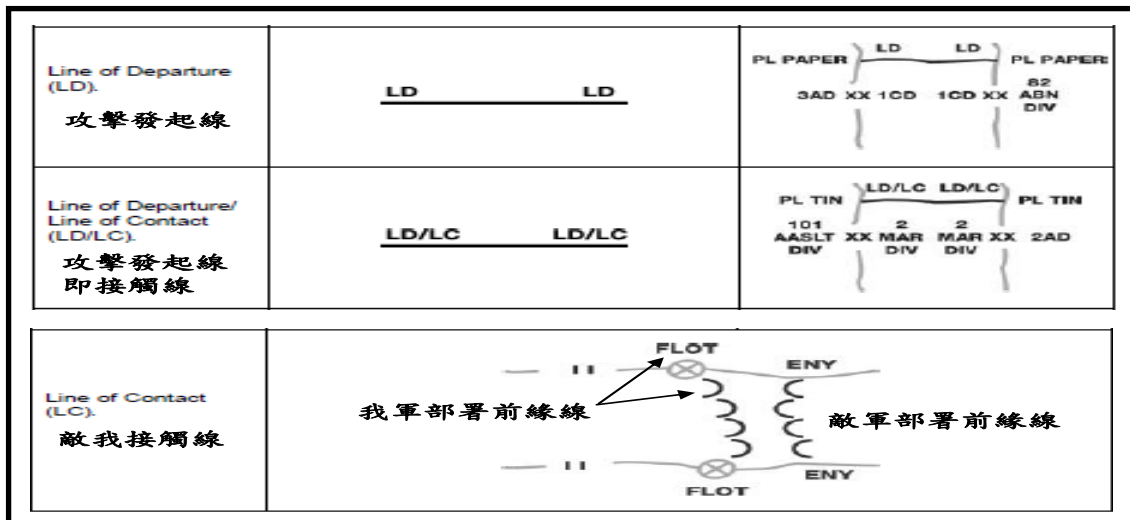 Line of Departure
(LD).
攻擊發起線
LD LD
PL PAPER LD LD PL PAPER
3AD XX 1CD 1CD XX 82
ABN
DIV
Line of Departure/
Line of Contact
(LD/LC).
攻擊發起線
即接觸線
LD/LC LD/LC
PL TIN LD/LC LD/LC PL TIN
101 2 2
AASLT XX MAR MAR XX 2AD
DIV DIV DIV
Line of Contact
(LC).
敵我接觸線
FLOT
II ENY
我軍部署前緣線 敵軍部署前緣線
II ENY
FLOT